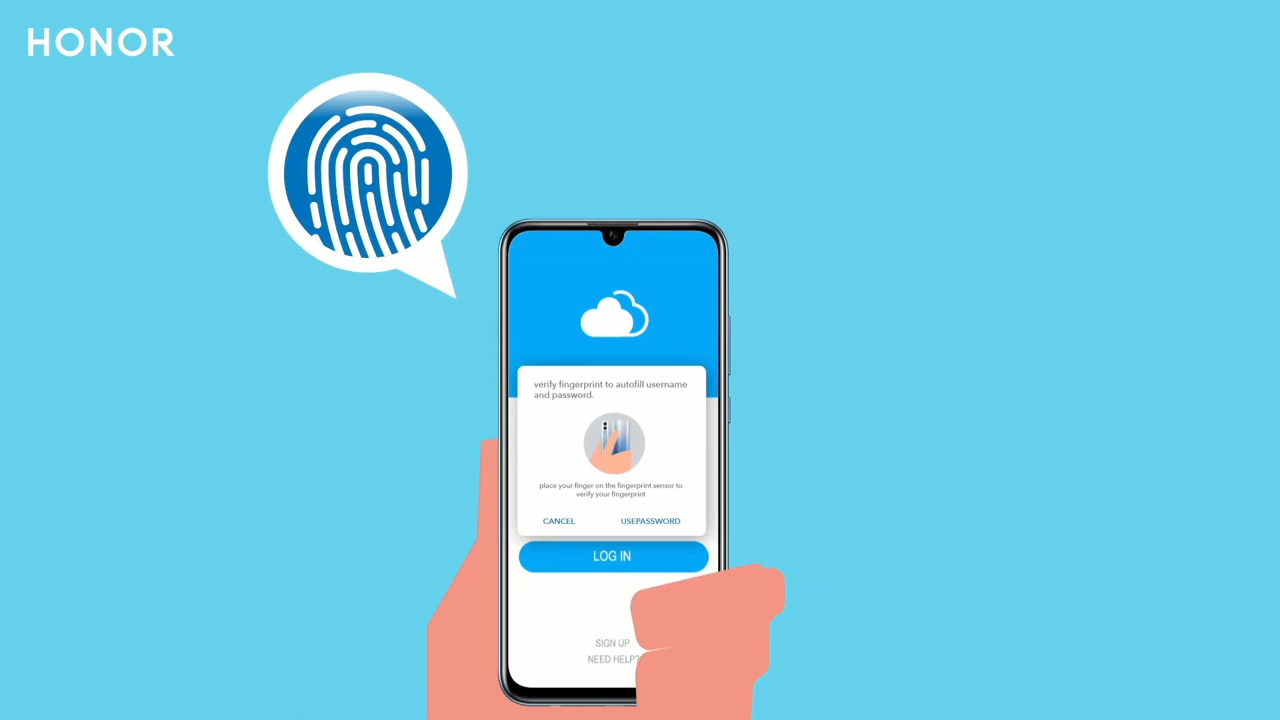 HONOR
verify fingerprint to autofill username
and password.
place your finger on the fingerprint sensor to
verify your fingerprint
CANCEL
USEPASSWORD
LOG IN
SIGN UP
NEED HELP?